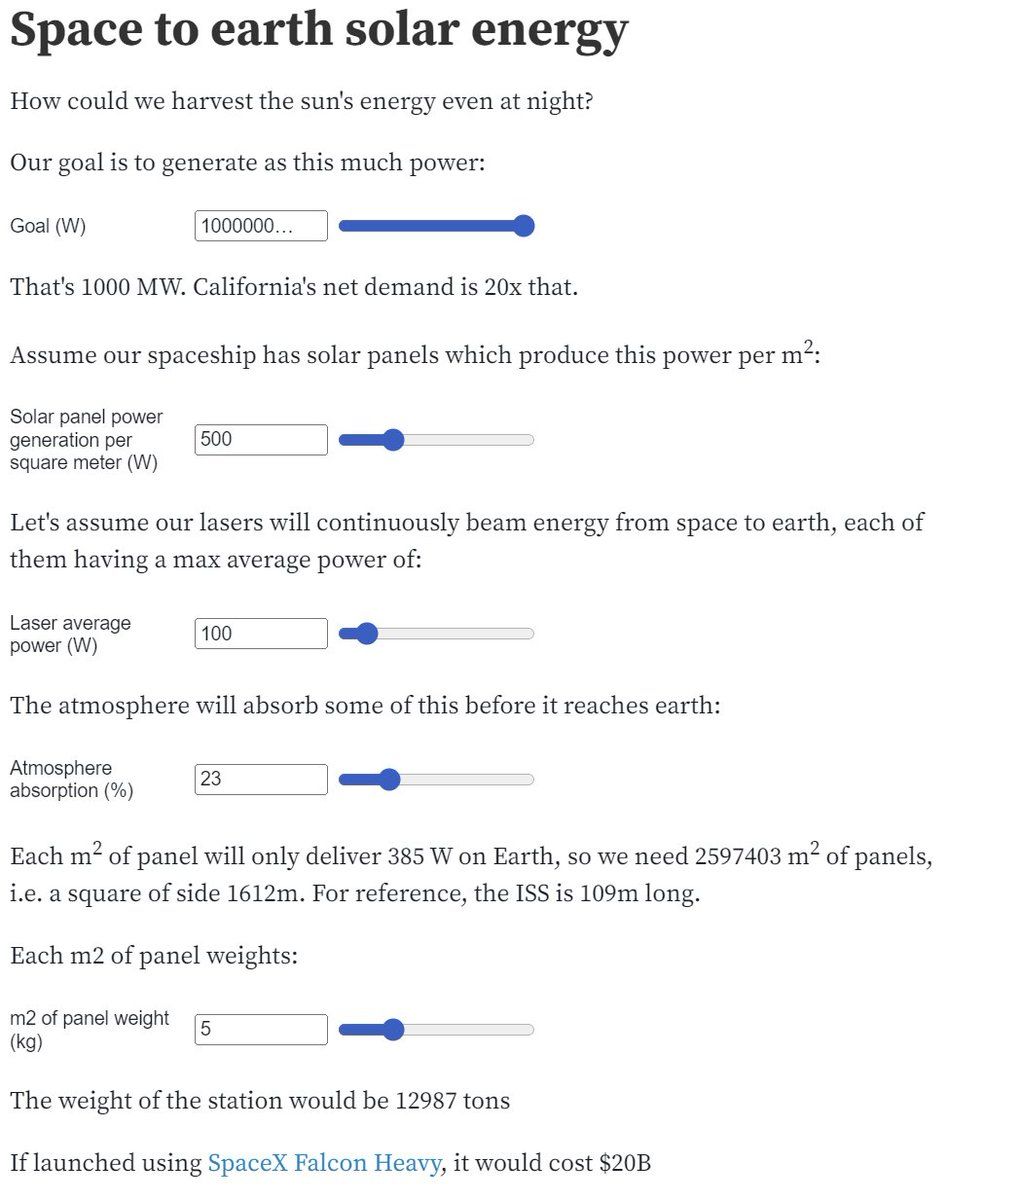 Space to earth solar energy
How could we harvest the sun's energy even at night?
Our goal is to generate as this much power:
Goal (W)
1000000...
That's 1000 MW. California's net demand is 20x that.
Assume our spaceship has solar panels which produce this power per m²:
Solar panel power
generation per
square meter (W)
500
Let's assume our lasers will continuously beam energy from space to earth, each of
them having a max average power of:
Laser average
power (W)
100
The atmosphere will absorb some of this before it reaches earth:
Atmosphere
absorption (%)
23
Each m² of panel will only deliver 385 W on Earth, so we need 2597403 m² of panels,
i.e. a square of side 1612m. For reference, the ISS is 109m long.
Each m2 of panel weights:
m2 of panel weight
(kg)
5
The weight of the station would be 12987 tons
If launched using SpaceX Falcon Heavy, it would cost $20B